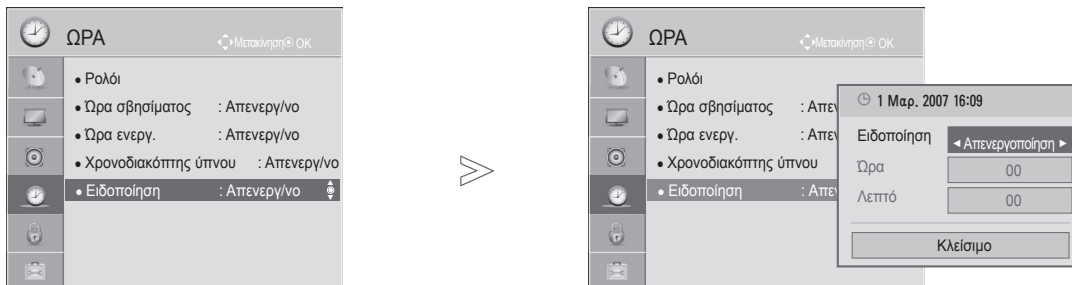 ΩΡΑ
Μετακίνηση OK
• Ρολόι
• Ώρα σβησίματος : Απενεργ/νο
• Ώρα ενεργ. : Απενεργ/νο
• Χρονοδιακόπτης ύπνου : Απενεργ/νο
• Ειδοποίηση : Απενεργ/νο
ΩΡΑ
Μετακίνηση OK
• Ρολόι
• Ώρα σβησίματος : Απεν
• Ώρα ενεργ. : Απεν
• Χρονοδιακόπτης ύπνου
• Ειδοποίηση : Απεν
1 Μαρ. 2007 16:09
Ειδοποίηση ◄ Απενεργοποίηση ►
Ώρα 00
Λεπτό 00
Κλείσιμο